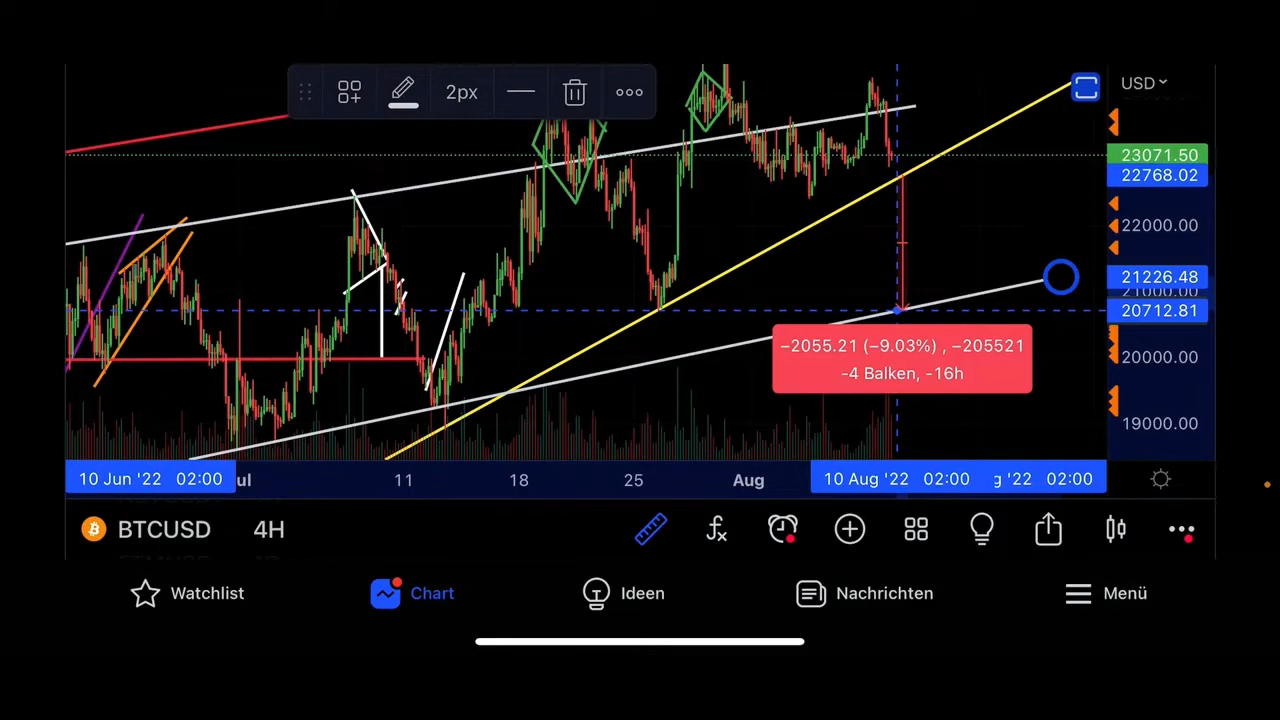 2px
USD
23071.50
22768.02
22000.00
21226.48
21000.00
20712.81
−2055.21 (−9.03%) , −205521
-4 Balken, -16h
20000.00
19000.00
10 Jun '22 02:00 ul 11 18 25 Aug 10 Aug '22 02:00 g '22 02:00
BTCUSD 4H
Watchlist Chart Ideen Nachrichten Menü